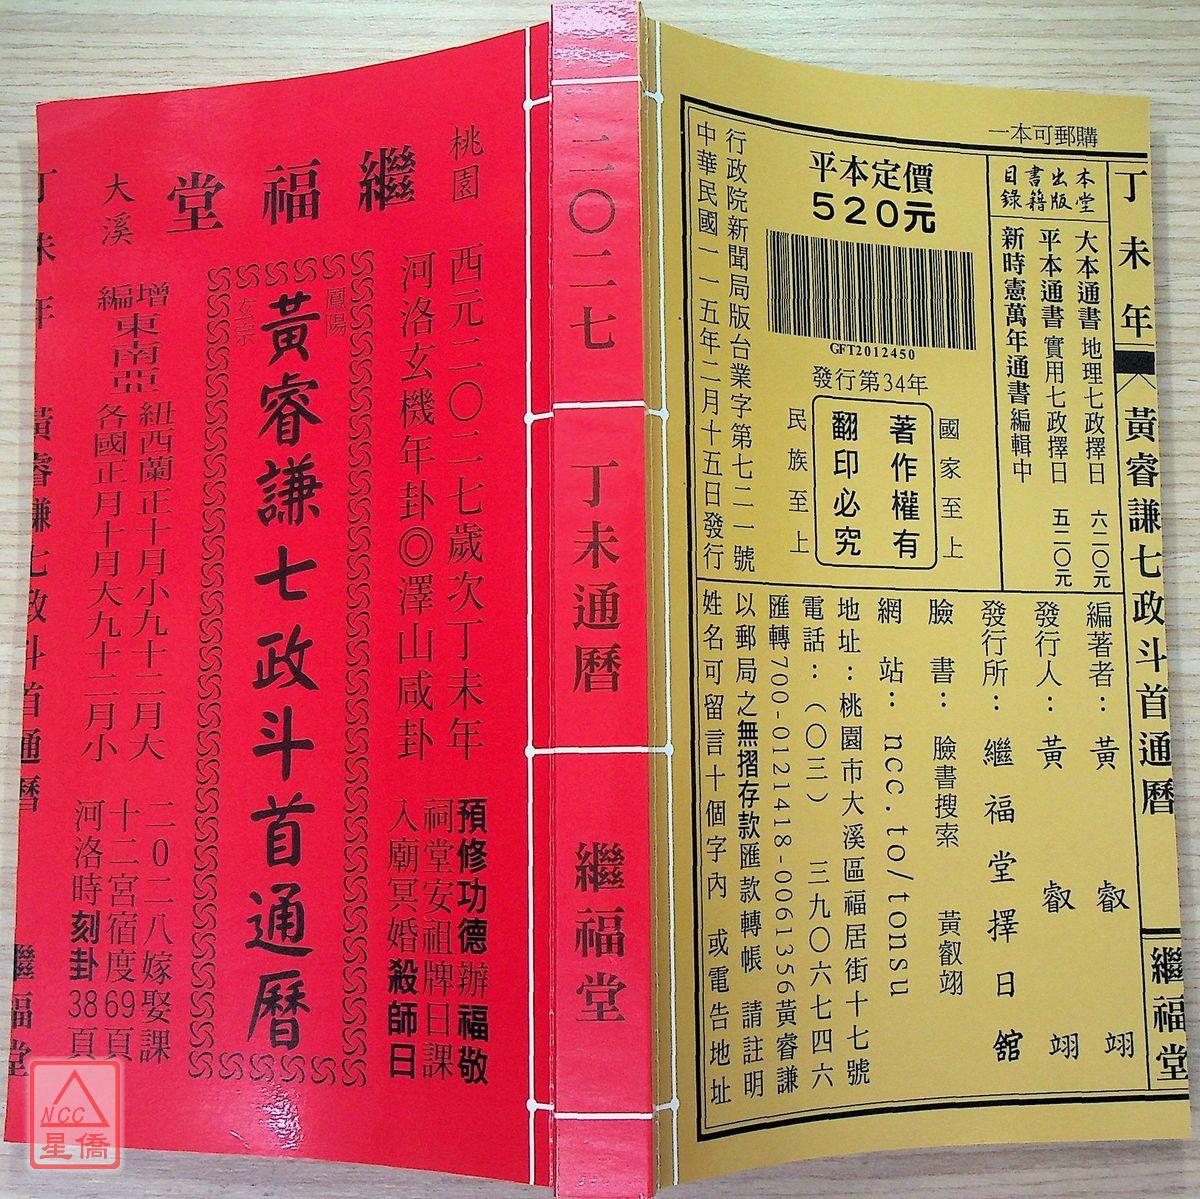 桃園
繼福堂
大溪
西元二〇二七歲次丁未年
河洛玄機年卦◎澤山咸卦
鳳陽
玄宗
黃睿謙七政斗首通曆
增編東南亞
紐西蘭正十月小九十二月大
各國正月十月大九十二月小
預修功德辦福敬
祠堂安祖牌日課
入廟冥婚殺師日
二0二八嫁娶課
十二宮宿度69頁
河洛時刻卦38頁
丁未年
黃睿謙七政斗首通曆
繼福堂
NCC
星僑
二〇二七
丁未通曆
繼福堂
一本可郵購
丁未年
黃睿謙七政斗首通曆
繼福堂
本堂出版書籍目錄
大本通書 地理七政擇日 六二〇元
平本通書 實用七政擇日 五二〇元
新時憲萬年通書編輯中
平本定價
520元
GFT2012450
發行第34年
國家至上
著作權有
翻印必究
民族至上
行政院新聞局版台業字第七二一號
中華民國一一五年二月十五日發行
編著者：黃叡翊
發行人：黃叡翊
發行所：繼福堂擇日舘
臉書：臉書搜索 黃叡翊
網站：ncc.to/tonsu
地址：桃園市大溪區福居街十七號
電話：（〇三）三九〇六七四六
匯轉700-0121418-0061356黃睿謙
以郵局之無摺存款匯款轉帳 請註明
姓名可留言十個字內 或電告地址